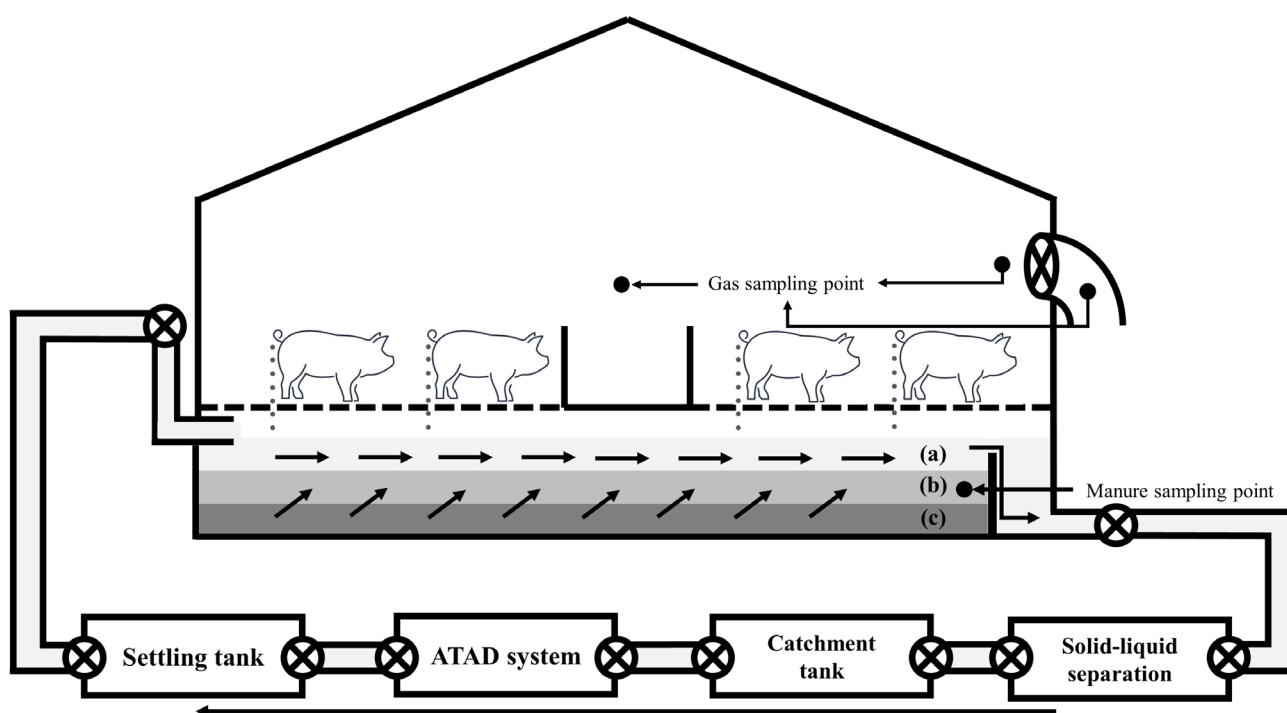 Gas sampling point
(a)
(b)
Manure sampling point
(c)
Settling tank
ATAD system
Catchment
tank
Solid-liquid
separation